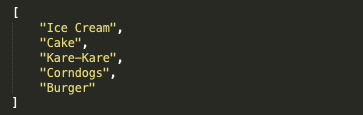 [
"Ice Cream",
"Cake",
"Kare-Kare",
"Corndogs",
"Burger"
]